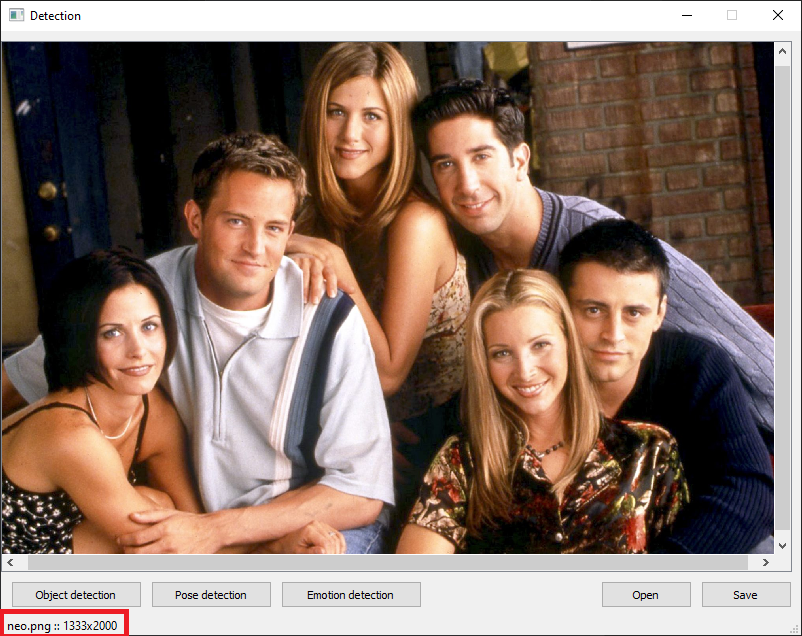 Detection
Object detection
Pose detection
Emotion detection
Open
Save
neo.png :: 1333x2000